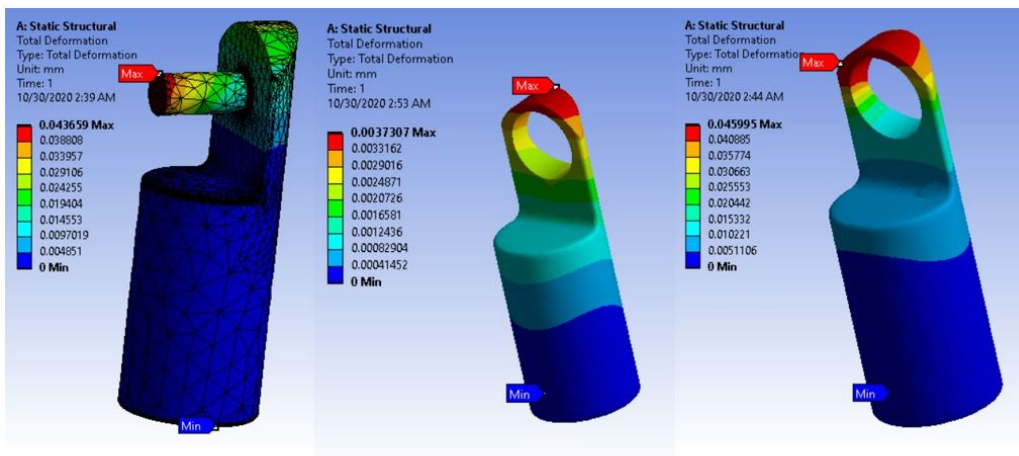 A: Static Structural
Total Deformation
Type: Total Deformation
Unit: mm
Time: 1
10/30/2020 2:39 AM
Max
0.043659 Max
0.038808
0.033957
0.029106
0.024255
0.019404
0.014553
0.0097019
0.004851
0 Min
Min
A: Static Structural
Total Deformation
Type: Total Deformation
Unit: mm
Time: 1
10/30/2020 2:53 AM
Max
0.0037307 Max
0.0033162
0.0029016
0.0024871
0.0020726
0.0016581
0.0012436
0.00082904
0.00041452
0 Min
Min
A: Static Structural
Total Deformation
Type: Total Deformation
Unit: mm
Time: 1
10/30/2020 2:44 AM
Max
0.045995 Max
0.040885
0.035774
0.030663
0.025553
0.020442
0.015332
0.010221
0.0051106
0 Min
Min